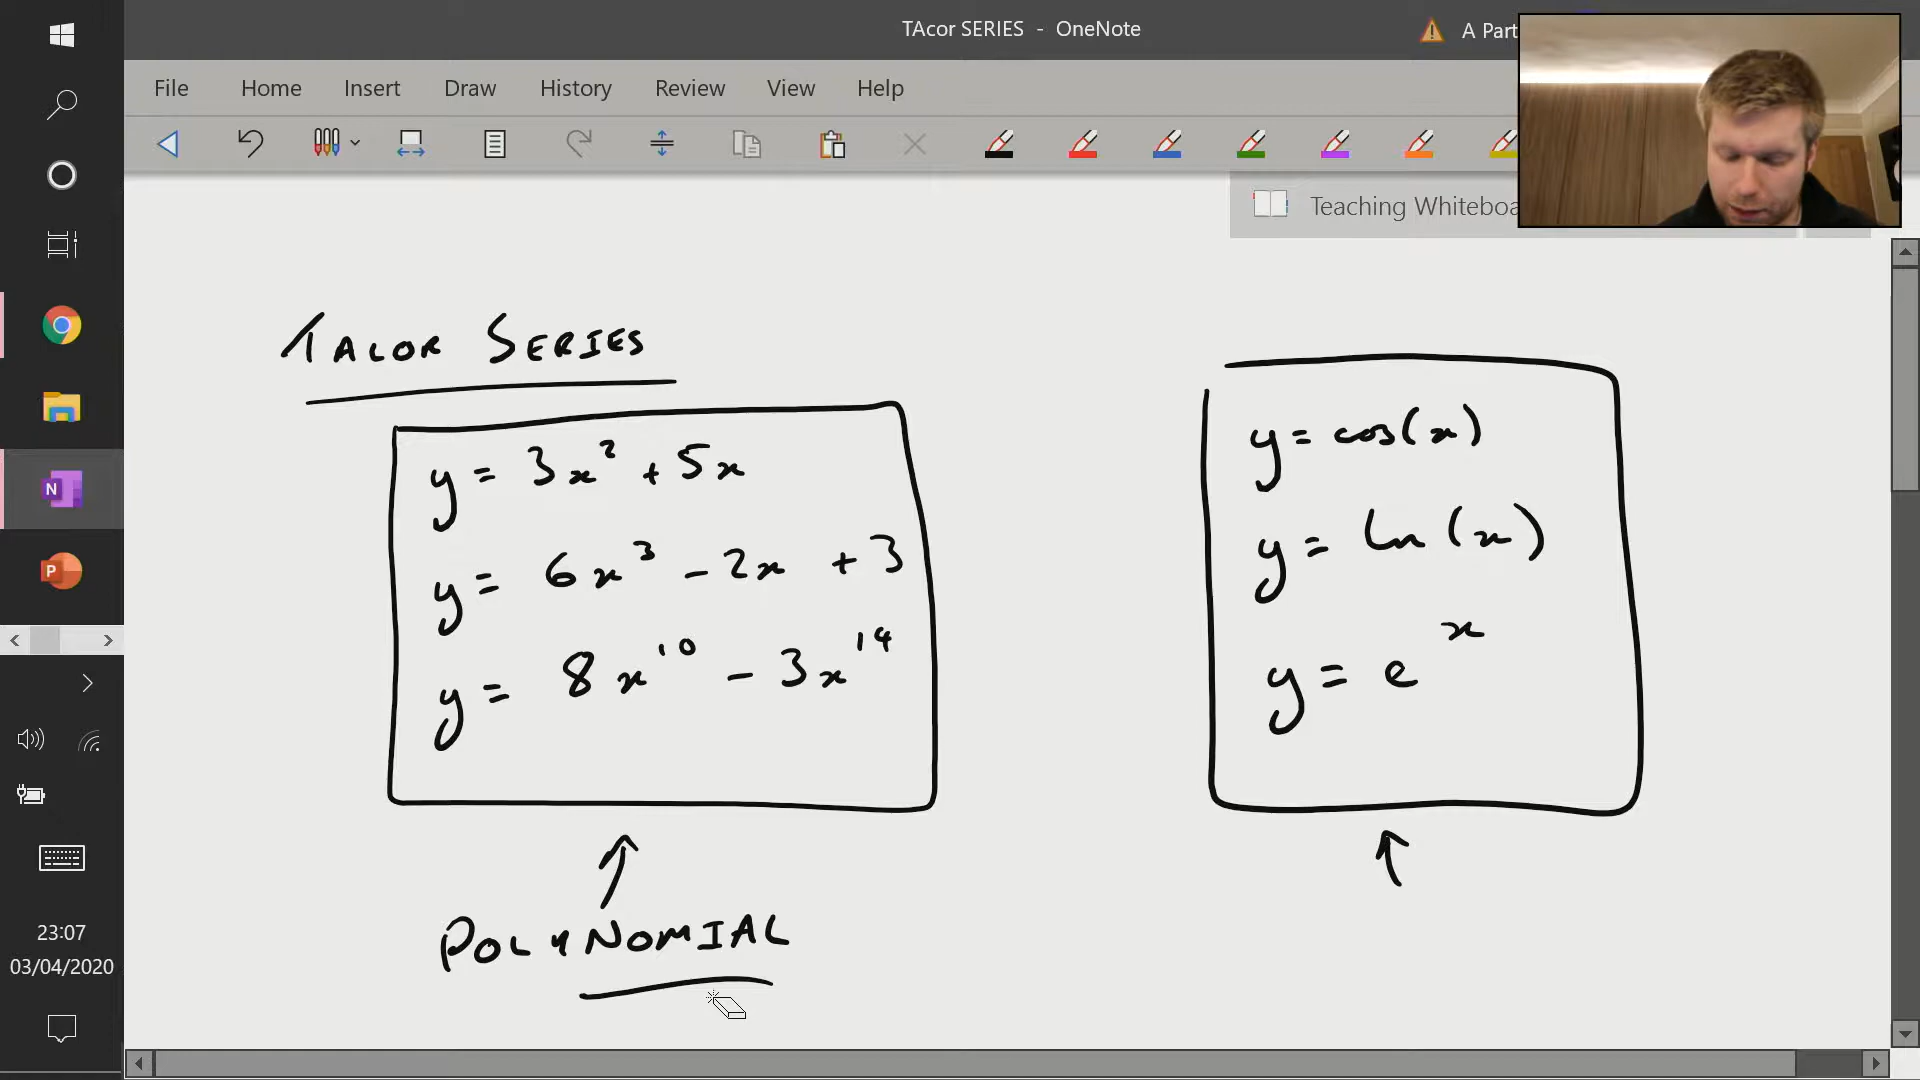 TAcor SERIES - OneNote
A Part
File Home Insert Draw History Review View Help
Teaching Whiteboa
TALOR SERIES
y = 3x² + 5x
y = 6x³ - 2x + 3
y = 8x¹⁰ - 3x¹⁴
POLYNOMIAL
y = cos(x)
y = ln(x)
y = eˣ
N
P
23:07
03/04/2020